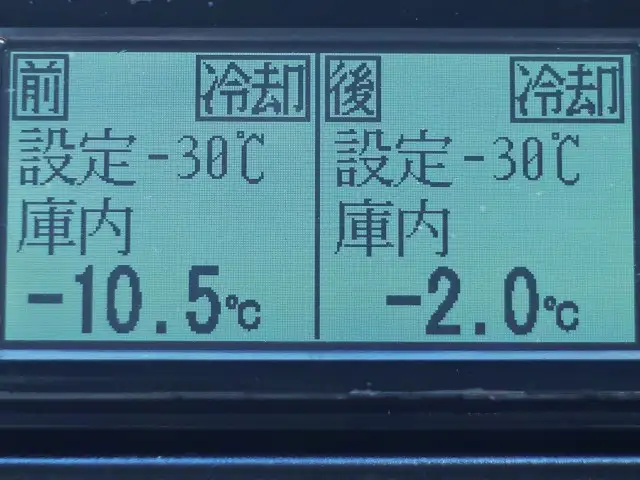 前 冷却
設定-30℃
庫内
-10.5℃
後 冷却
設定-30℃
庫内
-2.0℃